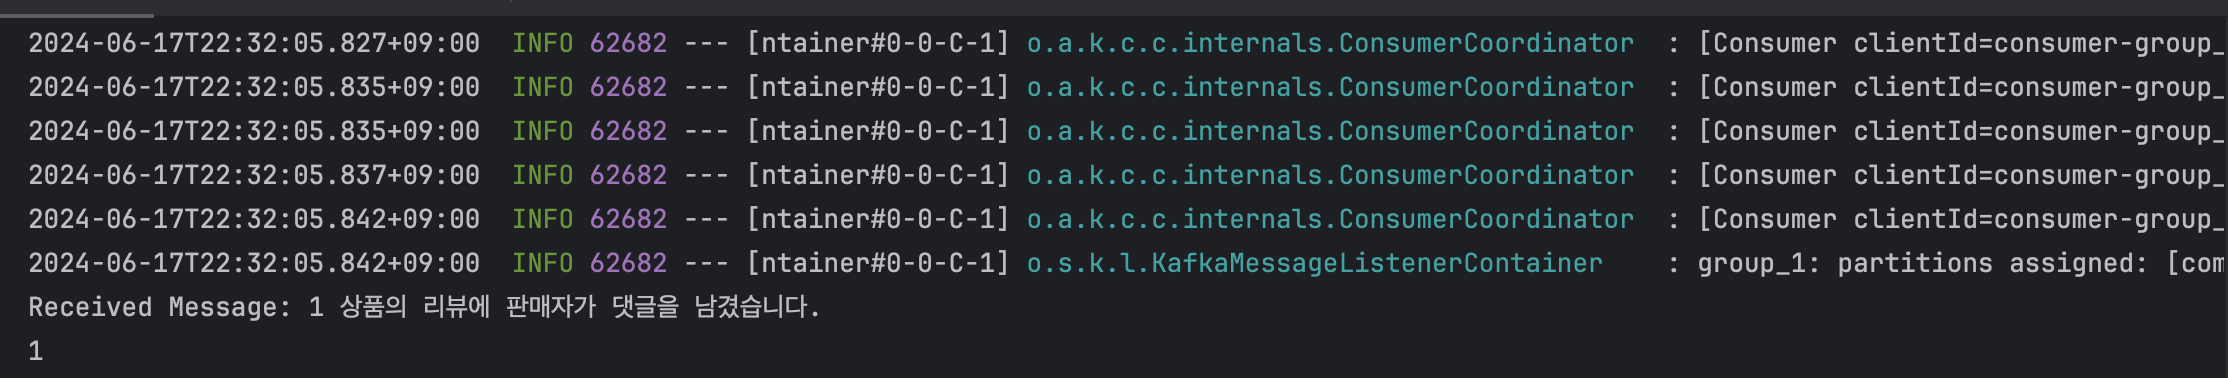 2024-06-17T22:32:05.827+09:00  INFO 62682 --- [ntainer#0-0-C-1] o.a.k.c.c.internals.ConsumerCoordinator  : [Consumer clientId=consumer-group_
2024-06-17T22:32:05.835+09:00  INFO 62682 --- [ntainer#0-0-C-1] o.a.k.c.c.internals.ConsumerCoordinator  : [Consumer clientId=consumer-group_
2024-06-17T22:32:05.835+09:00  INFO 62682 --- [ntainer#0-0-C-1] o.a.k.c.c.internals.ConsumerCoordinator  : [Consumer clientId=consumer-group_
2024-06-17T22:32:05.837+09:00  INFO 62682 --- [ntainer#0-0-C-1] o.a.k.c.c.internals.ConsumerCoordinator  : [Consumer clientId=consumer-group_
2024-06-17T22:32:05.842+09:00  INFO 62682 --- [ntainer#0-0-C-1] o.a.k.c.c.internals.ConsumerCoordinator  : [Consumer clientId=consumer-group_
2024-06-17T22:32:05.842+09:00  INFO 62682 --- [ntainer#0-0-C-1] o.s.k.l.KafkaMessageListenerContainer    : group_1: partitions assigned: [com
Received Message: 1 상품의 리뷰에 판매자가 댓글을 남겼습니다.
1